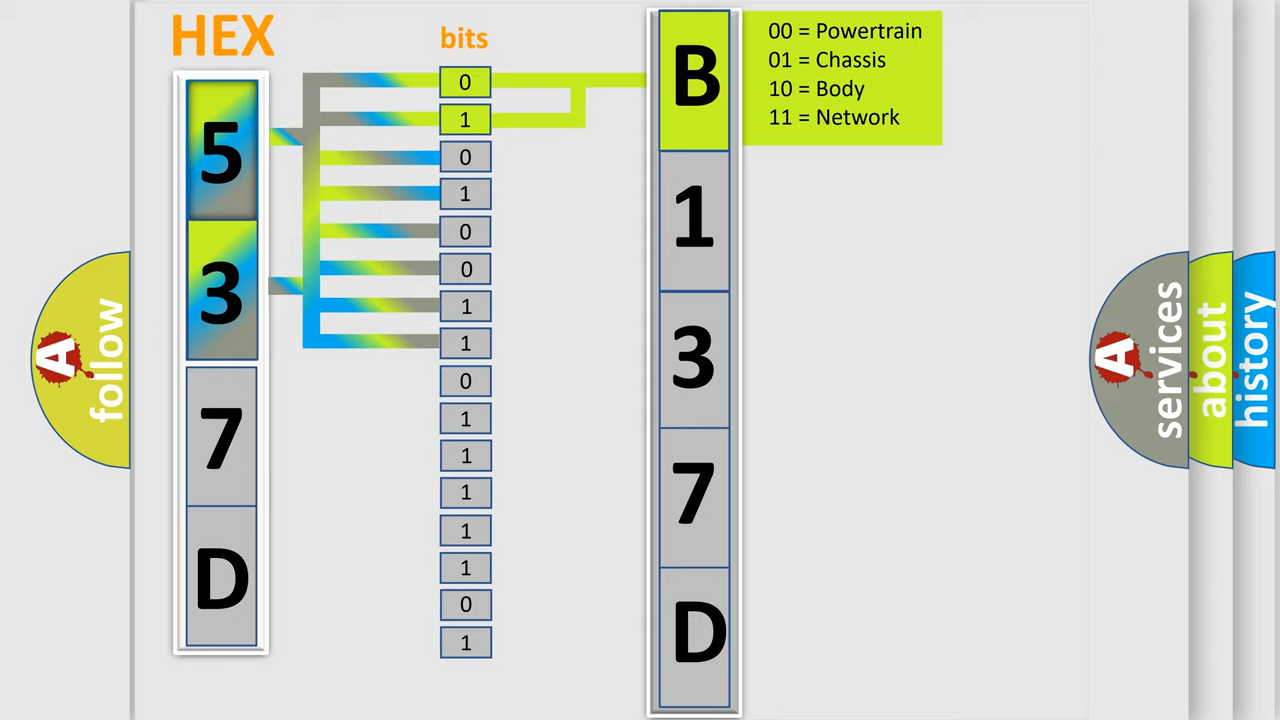 HEX
bits
5
3
7
D
0
1
0
1
0
0
1
1
0
1
1
1
1
1
0
1
B
1
3
7
D
00 = Powertrain
01 = Chassis
10 = Body
11 = Network
A follow
A services
about
history